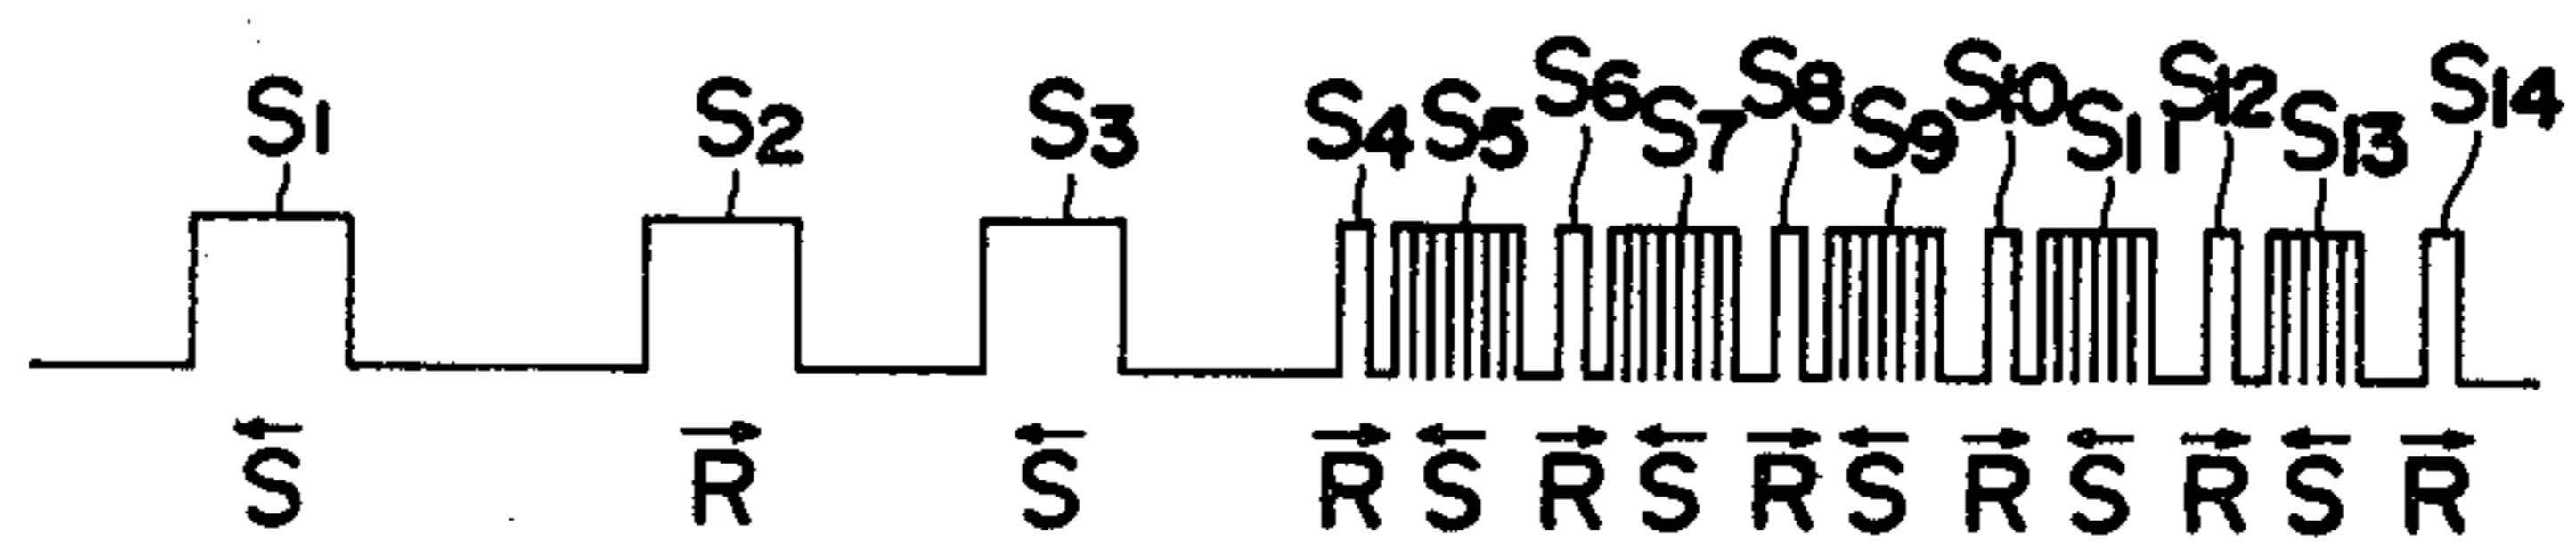 S1 S2 S3 S4 S5 S6 S7 S8 S9 S10 S11 S12 S13 S14
S R S R S R S R S R S R S R